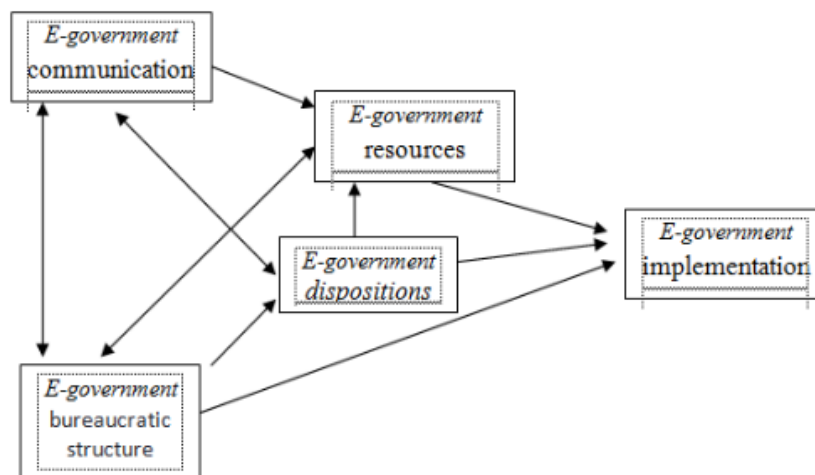 E-government
communication
E-government
resources
E-government
implementation
E-government
dispositions
E-government
bureaucratic
structure